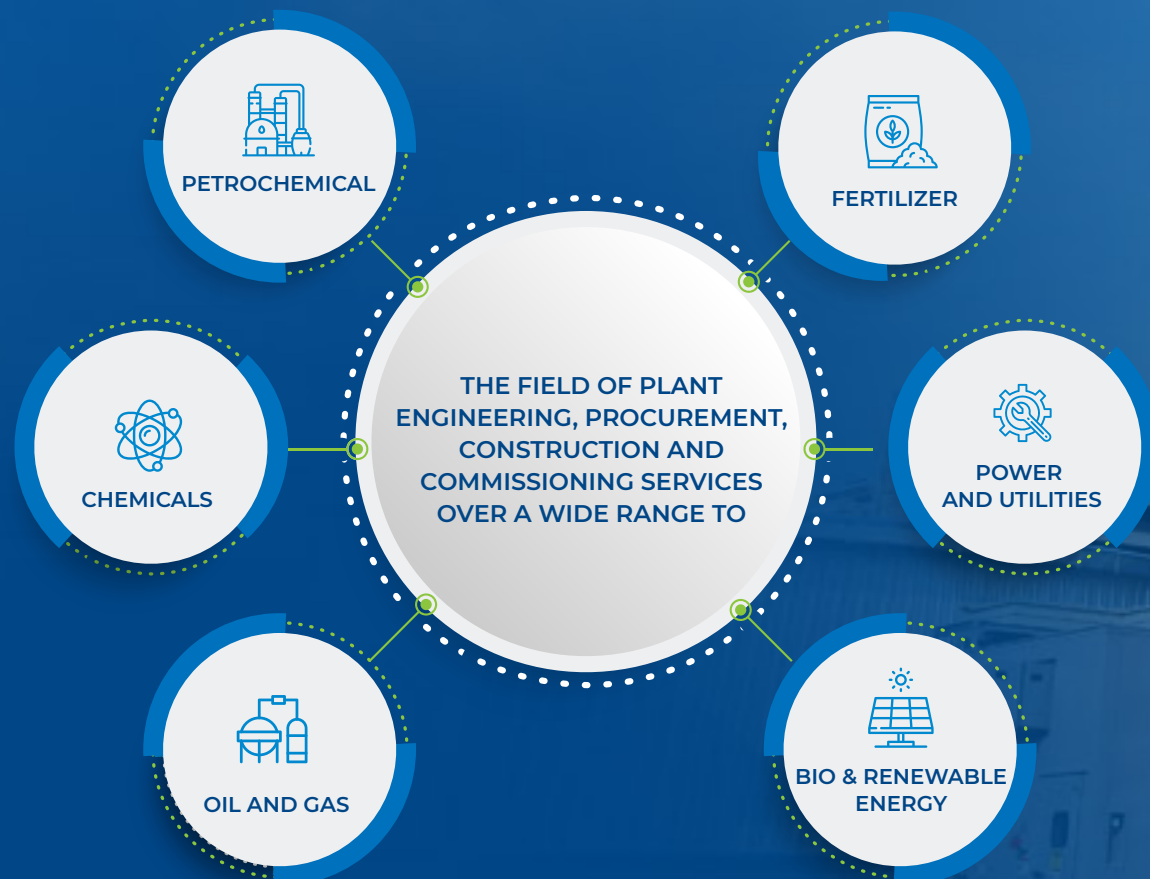 PETROCHEMICAL
FERTILIZER
THE FIELD OF PLANT
ENGINEERING, PROCUREMENT,
CONSTRUCTION AND
COMMISSIONING SERVICES
OVER A WIDE RANGE TO
CHEMICALS
POWER
AND UTILITIES
OIL AND GAS
BIO & RENEWABLE
ENERGY